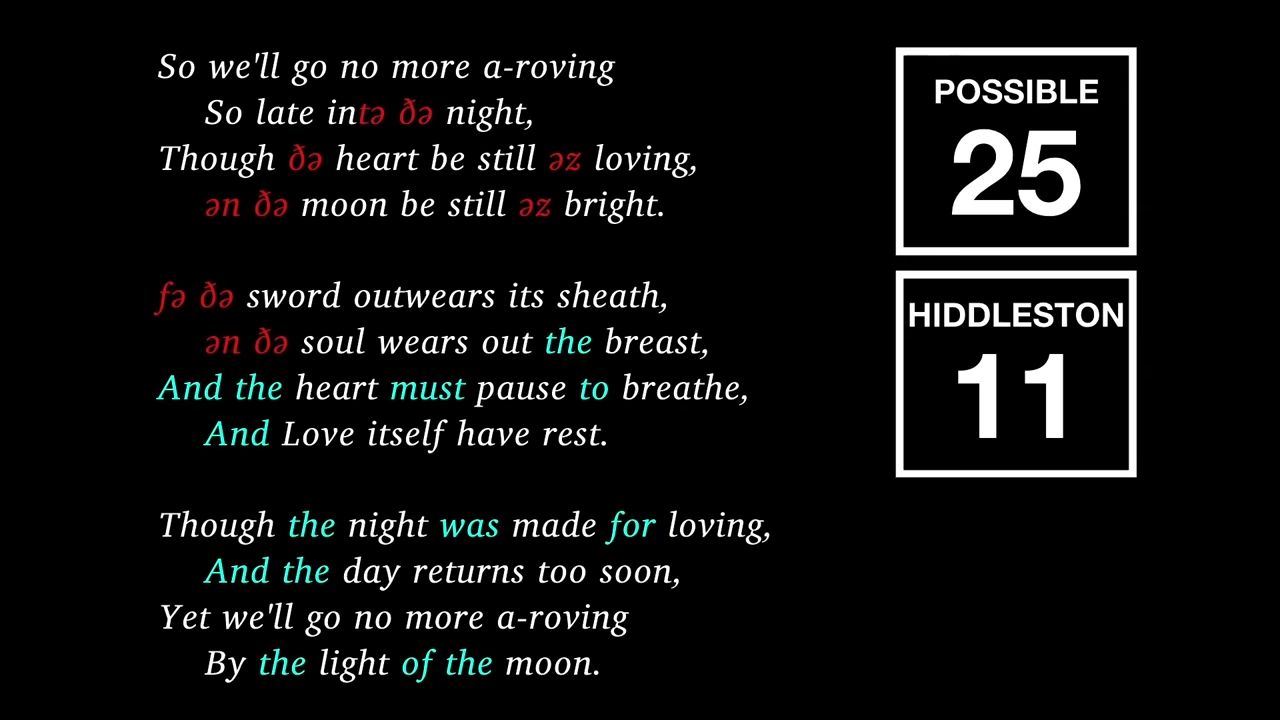 So we'll go no more a-roving
So late intə ðə night,
Though ðə heart be still əz loving,
ən ðə moon be still əz bright.
fə ðə sword outwears its sheath,
ən ðə soul wears out the breast,
And the heart must pause to breathe,
And Love itself have rest.
Though the night was made for loving,
And the day returns too soon,
Yet we'll go no more a-roving
By the light of the moon.
POSSIBLE
25
HIDDLESTON
11